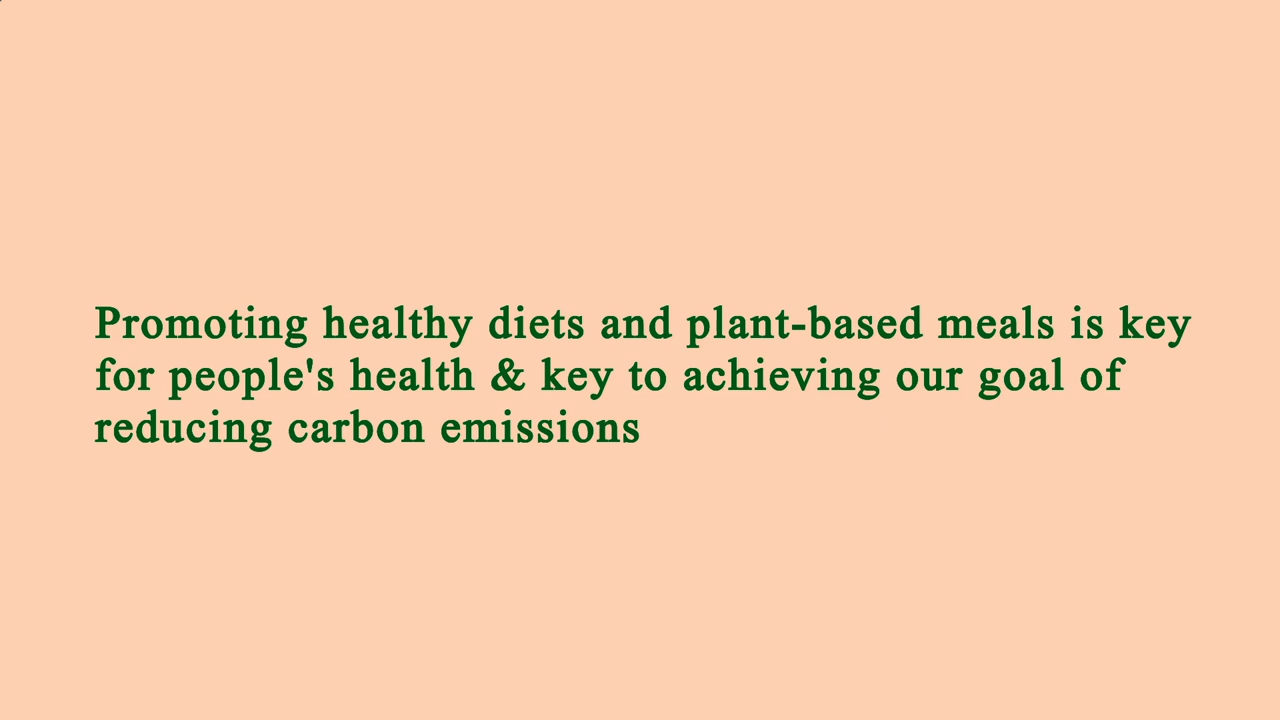 Promoting healthy diets and plant-based meals is key
for people's health & key to achieving our goal of
reducing carbon emissions